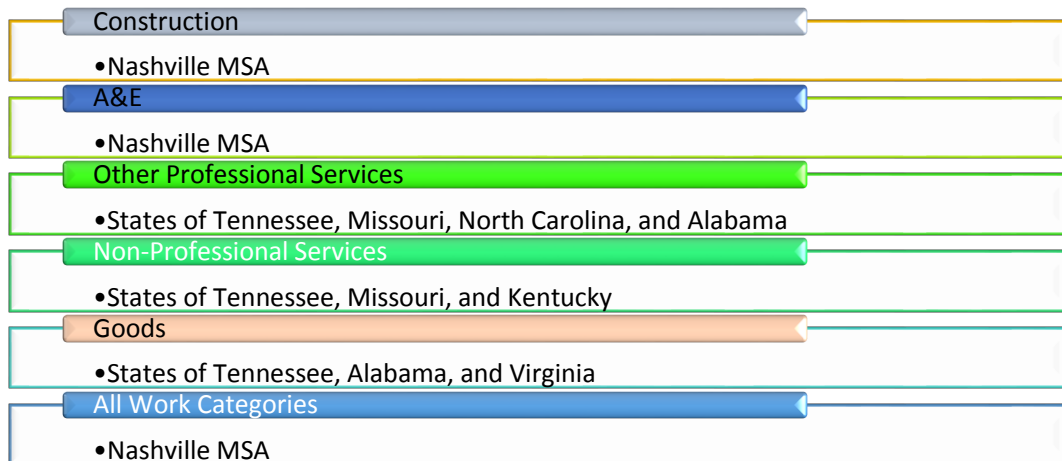 Construction
•Nashville MSA
A&E
•Nashville MSA
Other Professional Services
•States of Tennessee, Missouri, North Carolina, and Alabama
Non-Professional Services
•States of Tennessee, Missouri, and Kentucky
Goods
•States of Tennessee, Alabama, and Virginia
All Work Categories
•Nashville MSA